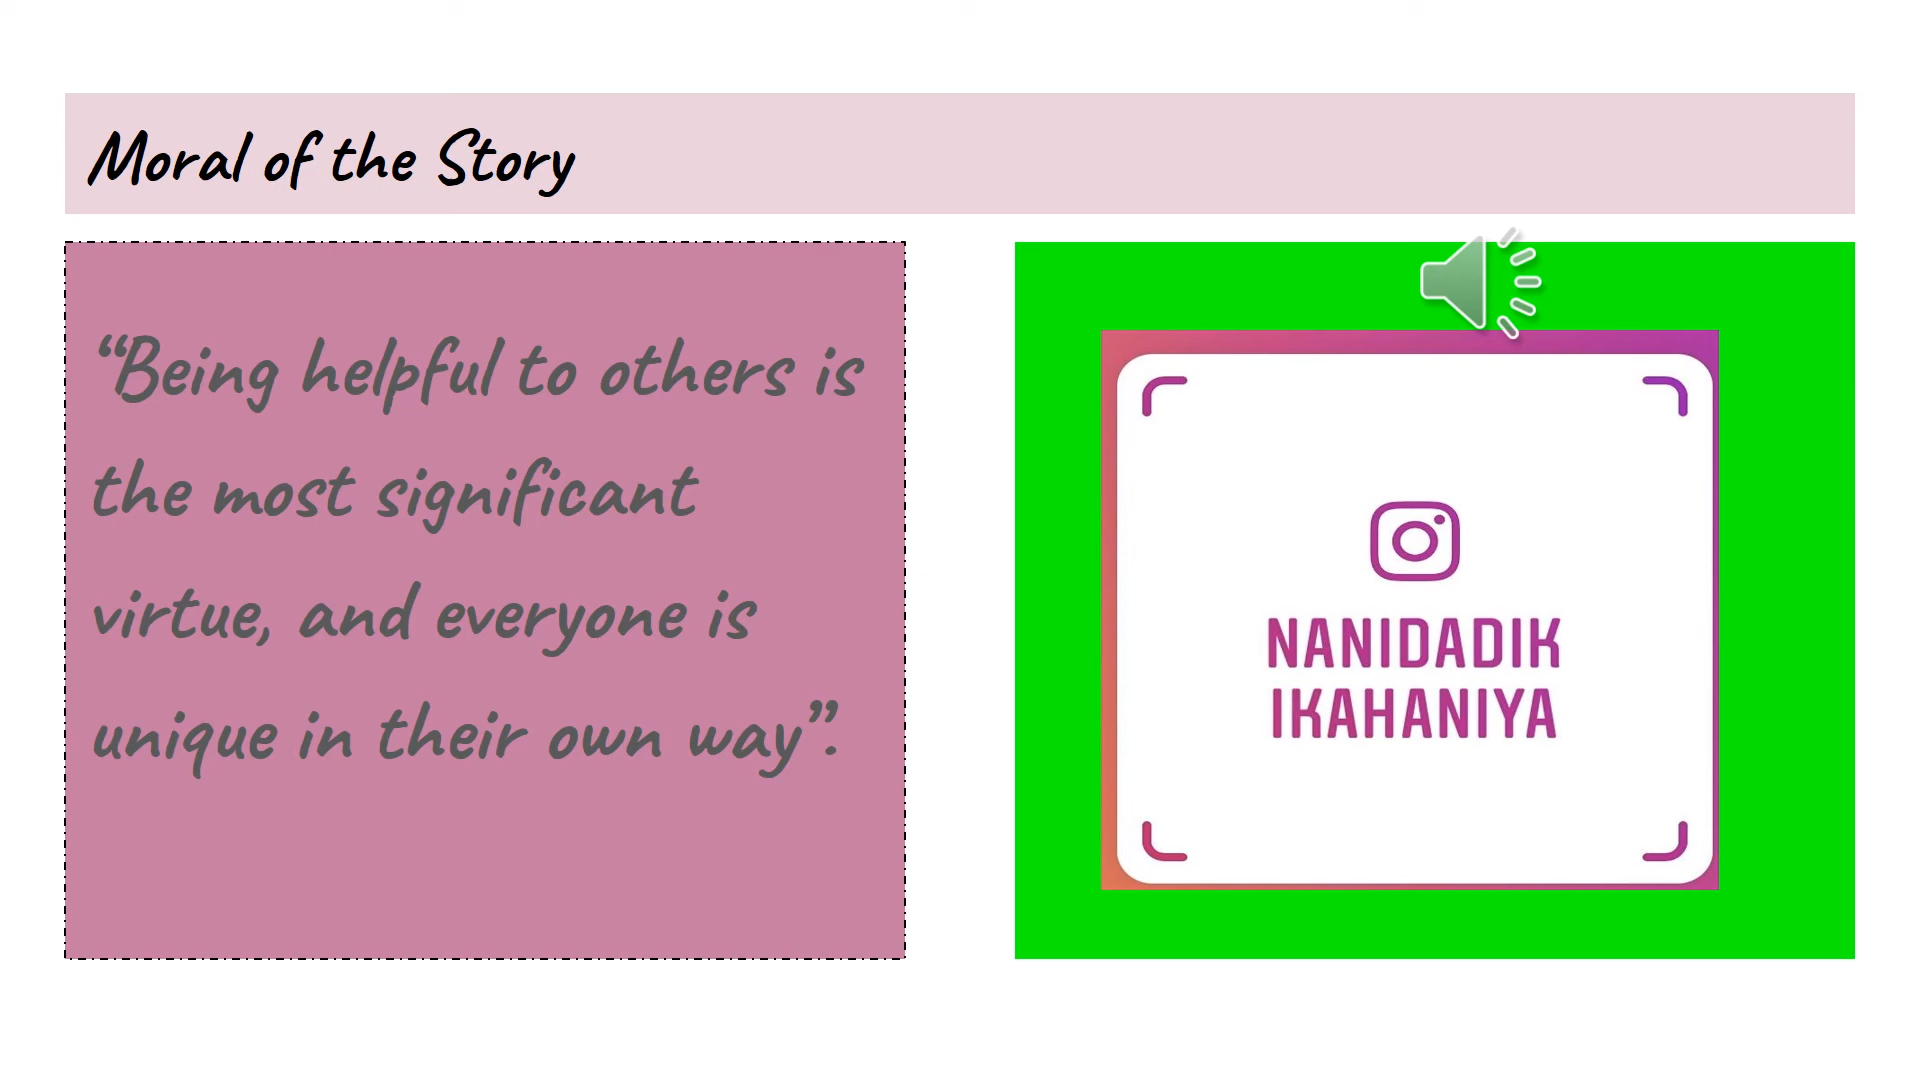 Moral of the Story
“Being helpful to others is
the most significant
virtue, and everyone is
unique in their own way”.
NANIDADIK
IKAHANIYA